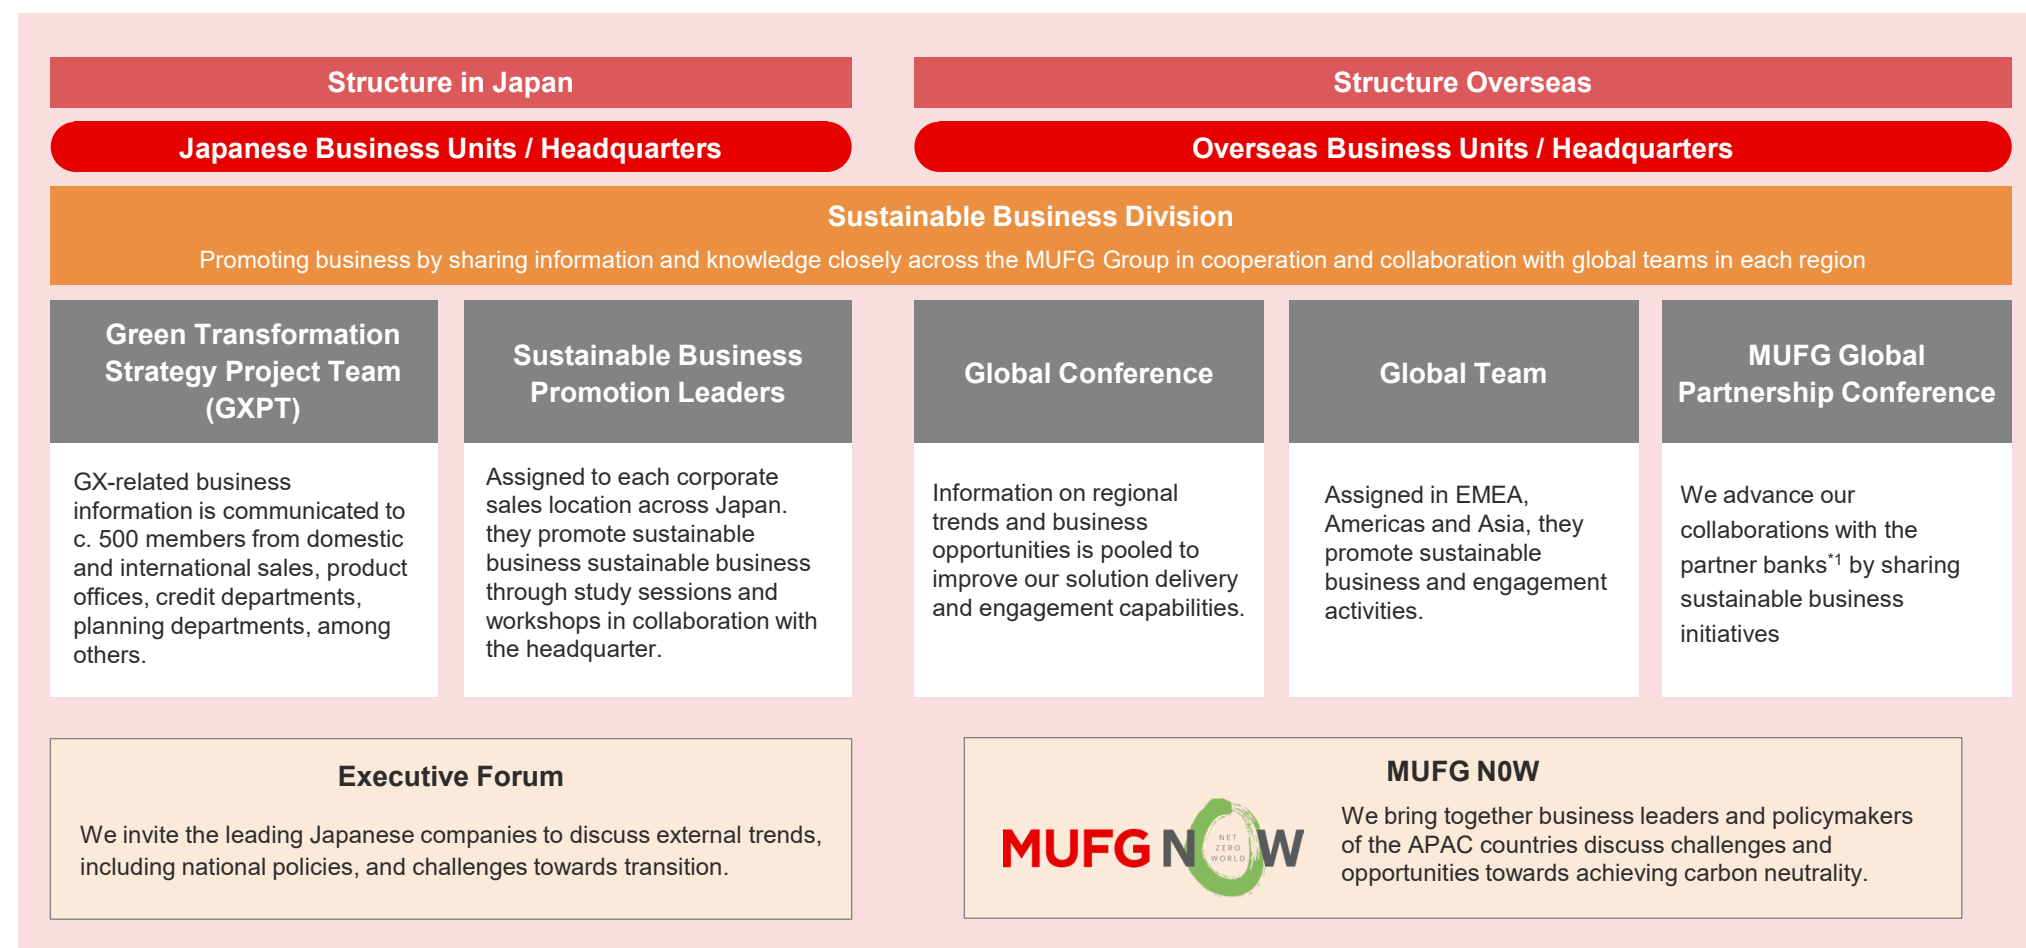 Structure in Japan
Structure Overseas
Japanese Business Units / Headquarters
Overseas Business Units / Headquarters
Sustainable Business Division
Promoting business by sharing information and knowledge closely across the MUFG Group in cooperation and collaboration with global teams in each region
Green Transformation
Strategy Project Team
(GXPT)
GX-related business
information is communicated to
c. 500 members from domestic
and international sales, product
offices, credit departments,
planning departments, among
others.
Sustainable Business
Promotion Leaders
Assigned to each corporate
sales location across Japan.
they promote sustainable
business sustainable business
through study sessions and
workshops in collaboration with
the headquarter.
Global Conference
Information on regional
trends and business
opportunities is pooled to
improve our solution delivery
and engagement capabilities.
Global Team
Assigned in EMEA,
Americas and Asia, they
promote sustainable
business and engagement
activities.
MUFG Global
Partnership Conference
We advance our
collaborations with the
partner banks*1 by sharing
sustainable business
initiatives
Executive Forum
We invite the leading Japanese companies to discuss external trends,
including national policies, and challenges towards transition.
MUFG N0W
MUFG N0W
NET
ZERO
WORLD
We bring together business leaders and policymakers
of the APAC countries discuss challenges and
opportunities towards achieving carbon neutrality.